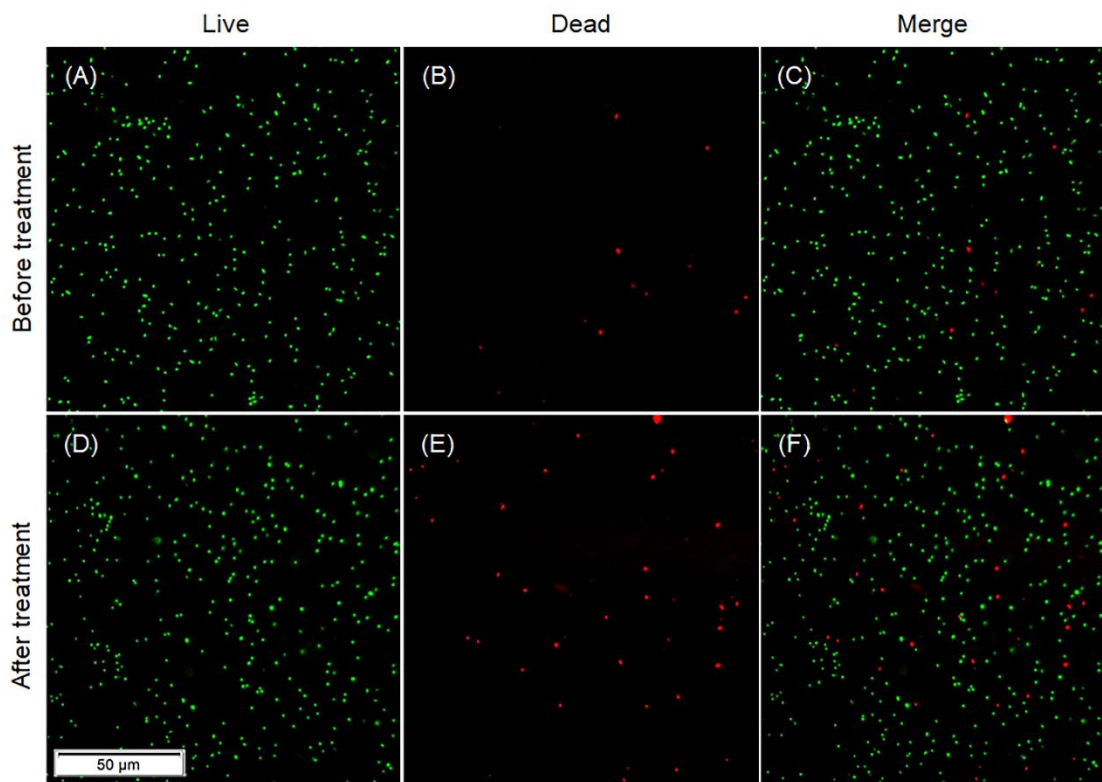 Live Dead Merge
Before treatment
(A) (B) (C)
After treatment
(D) (E) (F)
50 µm